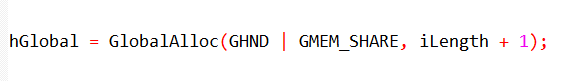 hGlobal = GlobalAlloc(GHND | GMEM_SHARE, iLength + 1);